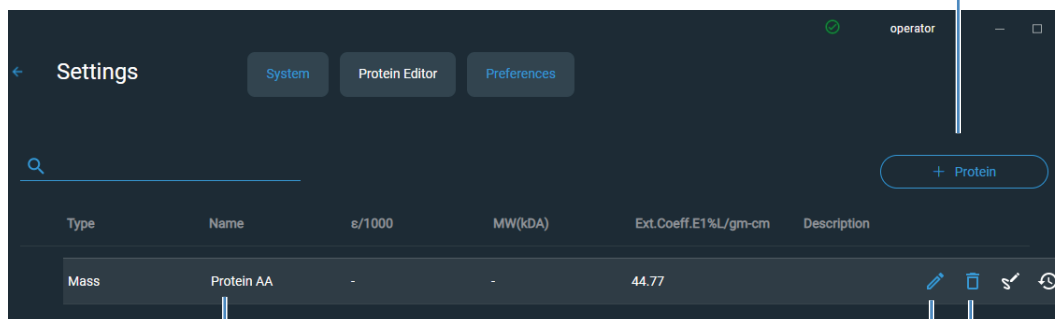 operator
Settings
System
Protein Editor
Preferences
+ Protein
Type Name ε/1000 MW(kDA) Ext.Coeff.E1%L/gm-cm Description
Mass Protein AA - - 44.77